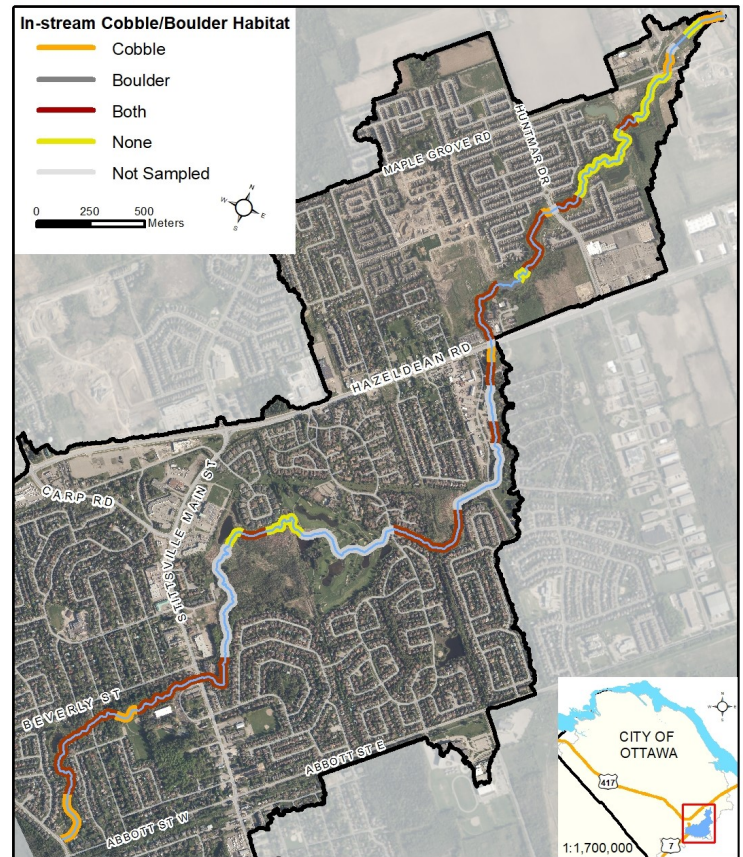 In-stream Cobble/Boulder Habitat
Cobble
Boulder
Both
None
Not Sampled
0 250 500
Meters
N
W E
S
HUNTMAR DR
MAPLE GROVE RD
HAZELDEAN RD
CARP RD
STITTSVILLE MAIN ST
BEVERLY ST
ABBOTT ST E
ABBOTT ST W
N
W E
S
CITY OF
OTTAWA
417
7
1:1,700,000